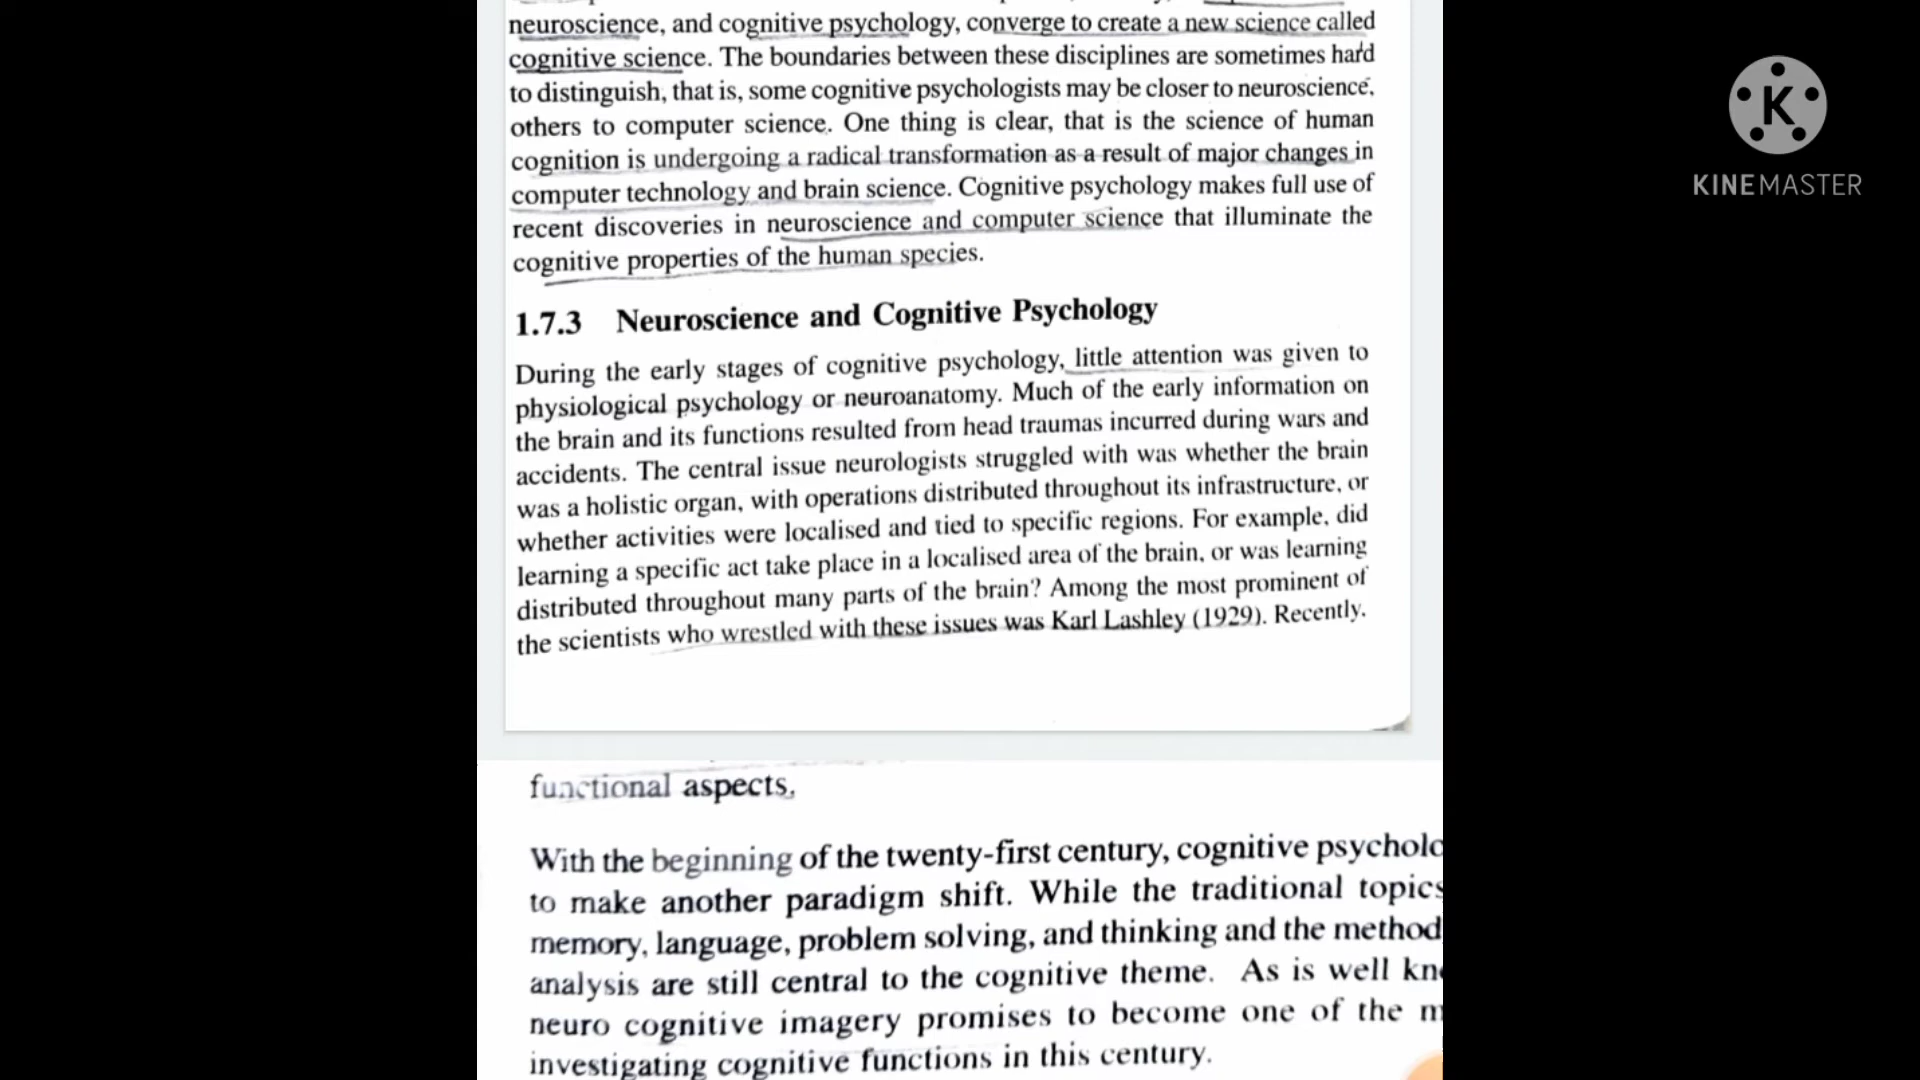 neuroscience, and cognitive psychology, converge to create a new science called
cognitive science. The boundaries between these disciplines are sometimes hard
to distinguish, that is, some cognitive psychologists may be closer to neuroscience,
others to computer science. One thing is clear, that is the science of human
cognition is undergoing a radical transformation as a result of major changes in
computer technology and brain science. Cognitive psychology makes full use of
recent discoveries in neuroscience and computer science that illuminate the
cognitive properties of the human species.
1.7.3 Neuroscience and Cognitive Psychology
During the early stages of cognitive psychology, little attention was given to
physiological psychology or neuroanatomy. Much of the early information on
the brain and its functions resulted from head traumas incurred during wars and
accidents. The central issue neurologists struggled with was whether the brain
was a holistic organ, with operations distributed throughout its infrastructure, or
whether activities were localised and tied to specific regions. For example, did
learning a specific act take place in a localised area of the brain, or was learning
distributed throughout many parts of the brain? Among the most prominent of
the scientists who wrestled with these issues was Karl Lashley (1929). Recently.
functional aspects.
With the beginning of the twenty-first century, cognitive psycholo
to make another paradigm shift. While the traditional topics
memory, language, problem solving, and thinking and the method
analysis are still central to the cognitive theme. As is well kn
neuro cognitive imagery promises to become one of the
investigating cognitive functions in this century.
K
KINEMASTER